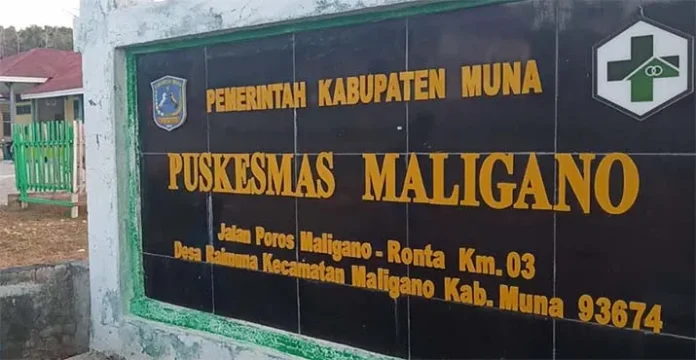 PEMERINTAH KABUPATEN MUNA
PUSKESMAS MALIGANO
Jalan Poros Maligano - Ronta Km. 03
Desa Raimuna Kecamatan Maligano Kab. Muna 93674